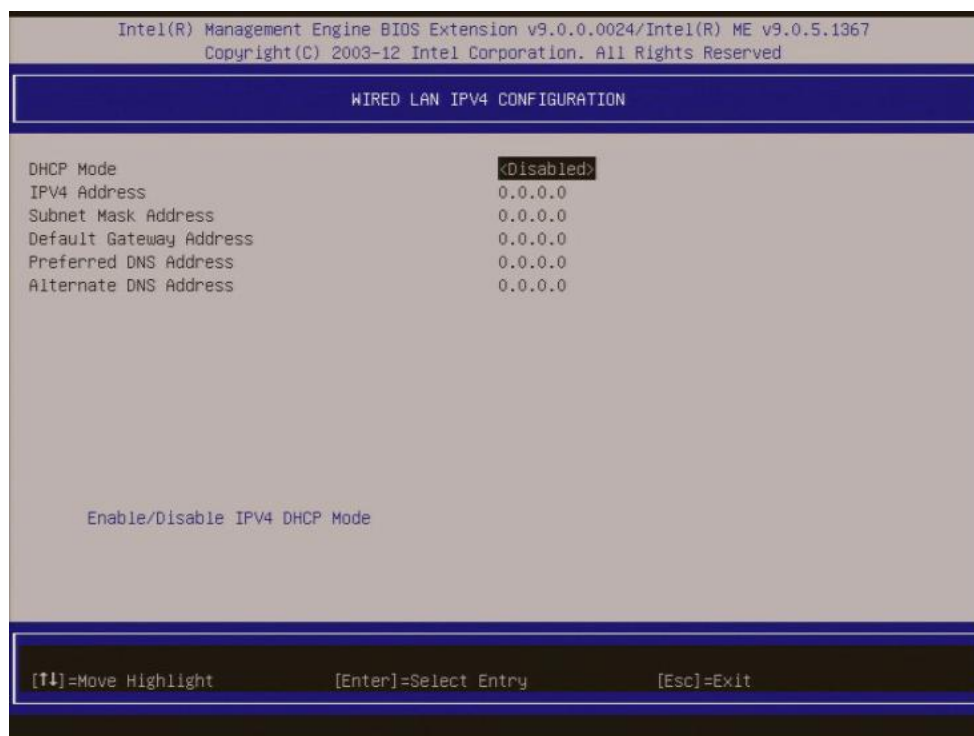 Intel(R) Management Engine BIOS Extension v9.0.0.0024/Intel(R) ME v9.0.5.1367
Copyright(C) 2003-12 Intel Corporation. All Rights Reserved
WIRED LAN IPV4 CONFIGURATION
DHCP Mode <Disabled>
IPV4 Address 0.0.0.0
Subnet Mask Address 0.0.0.0
Default Gateway Address 0.0.0.0
Preferred DNS Address 0.0.0.0
Alternate DNS Address 0.0.0.0
Enable/Disable IPV4 DHCP Mode
[↑↓]=Move Highlight [Enter]=Select Entry [Esc]=Exit